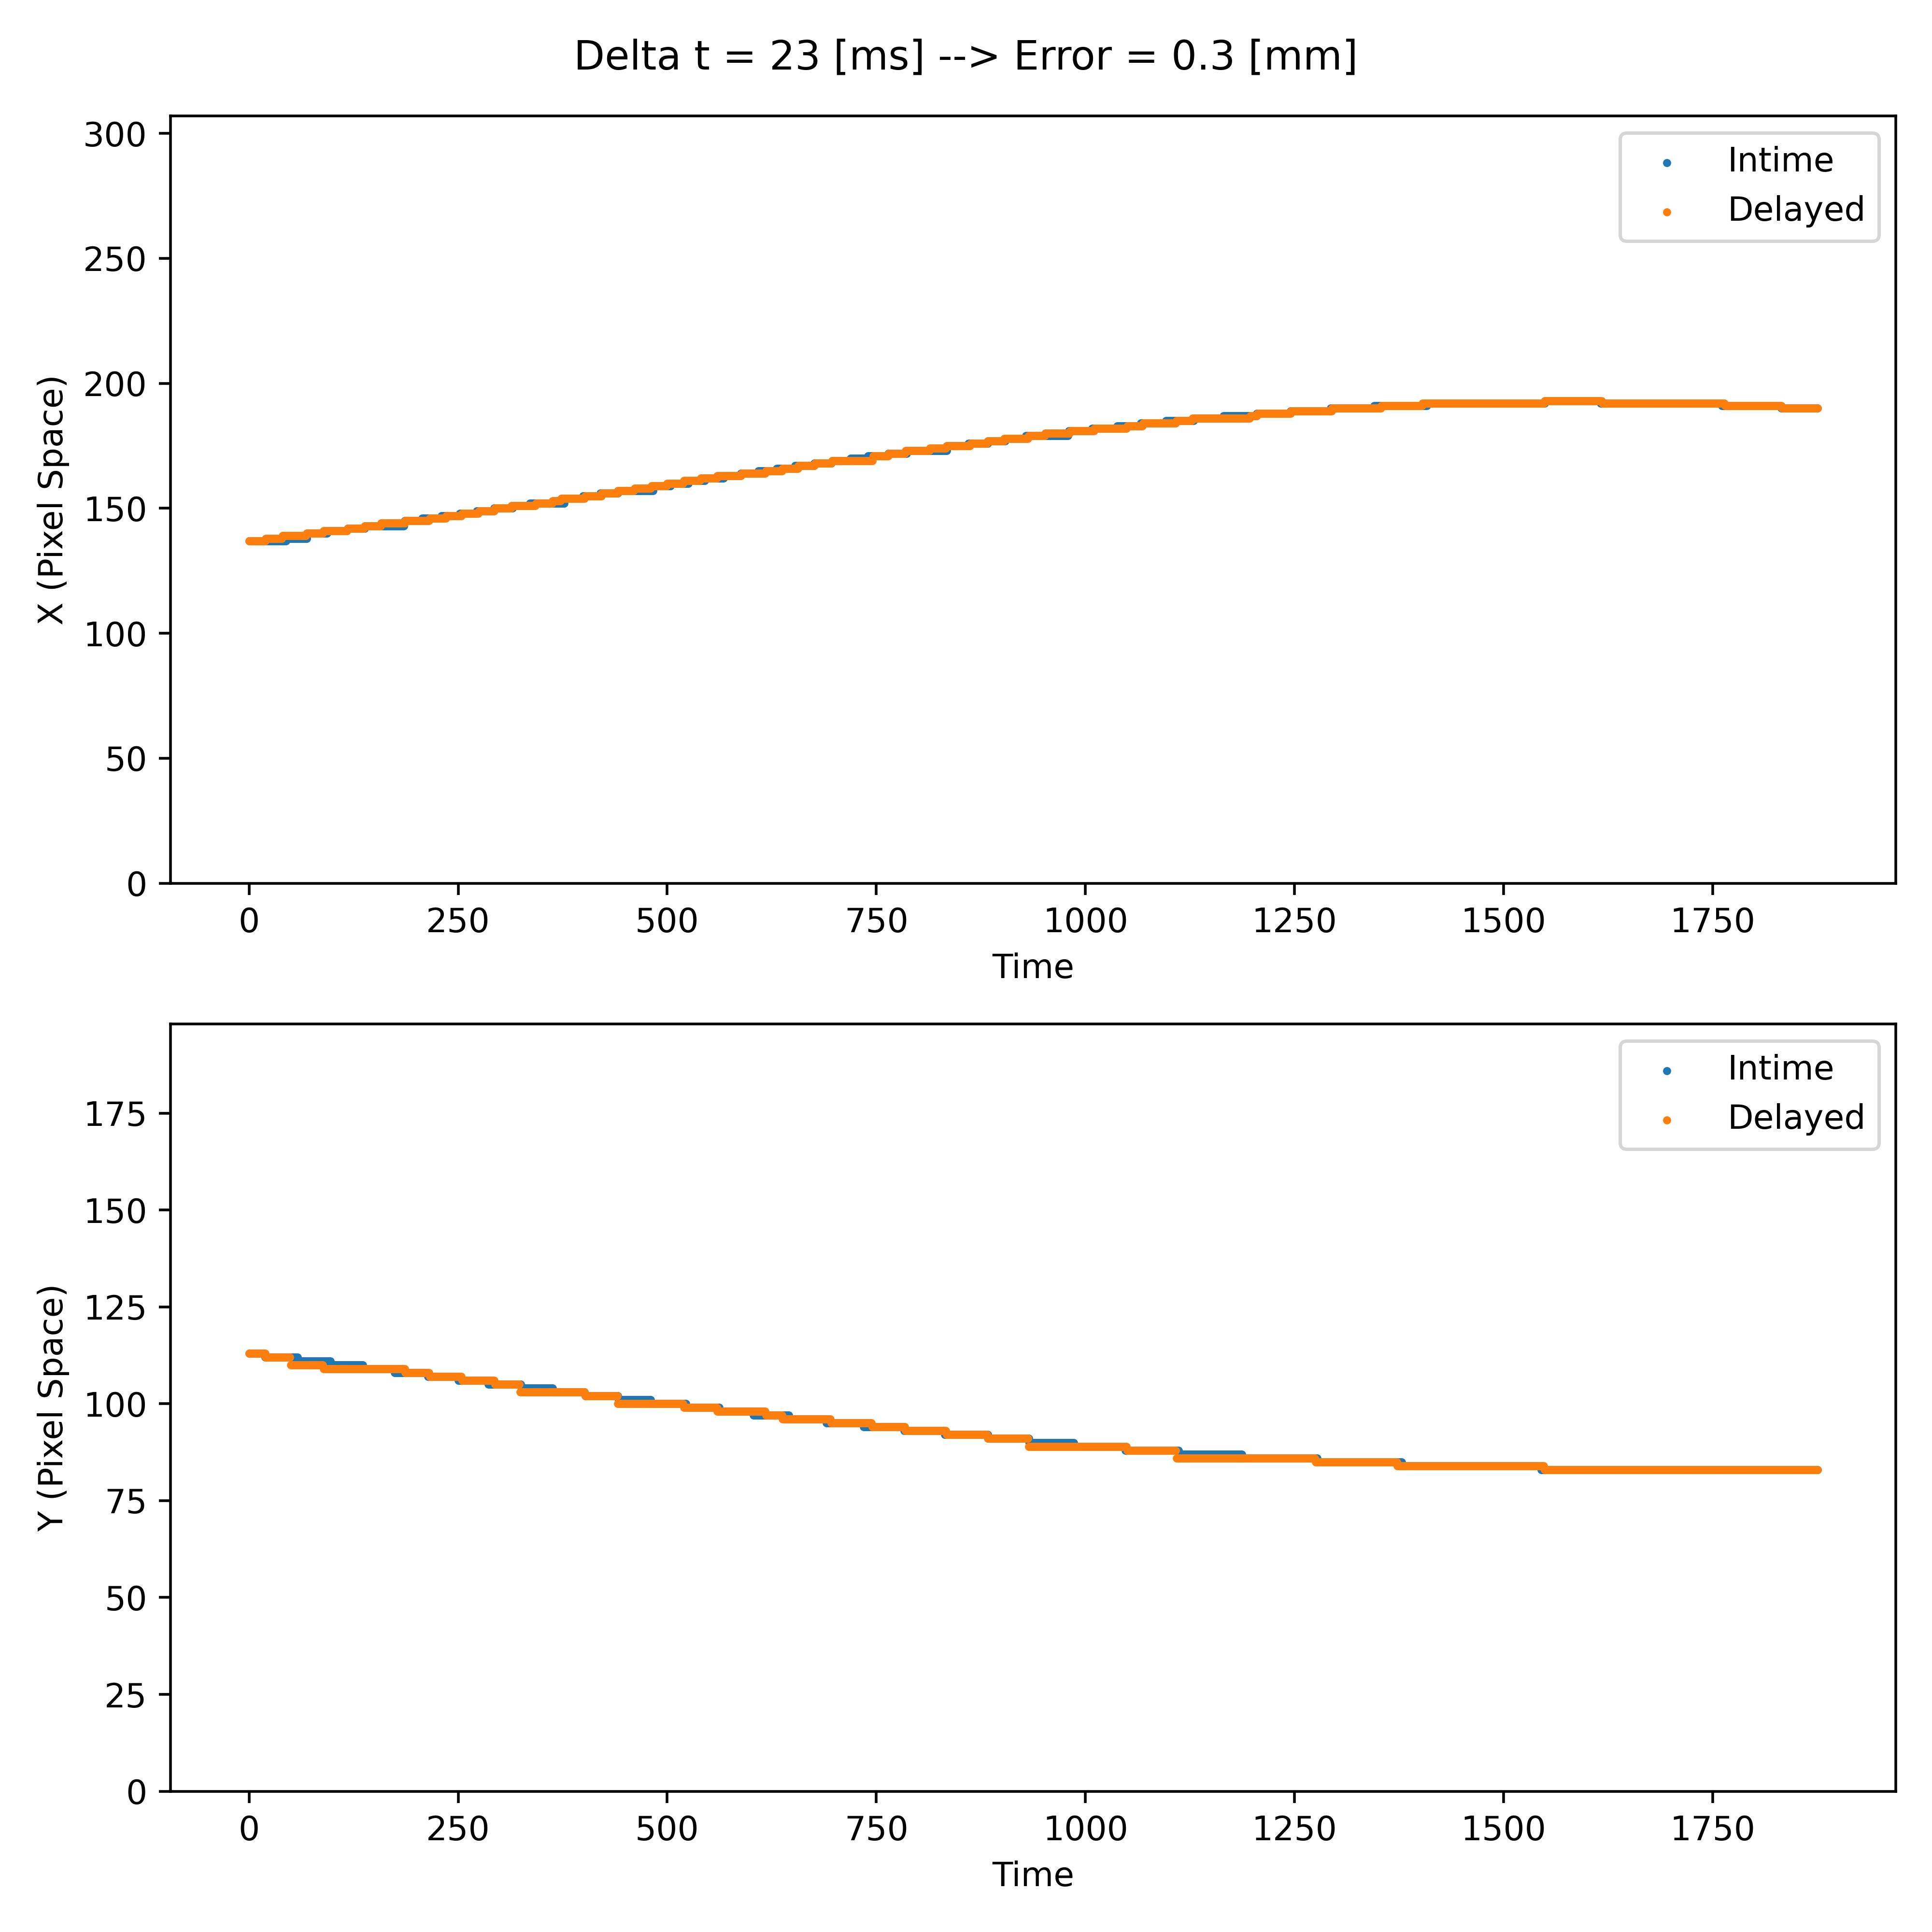 Delta t = 23 [ms] --> Error = 0.3 [mm]
300
250
200
150
100
50
0
X (Pixel Space)
Intime
Delayed
0 250 500 750 1000 1250 1500 1750
Time
175
150
125
100
75
50
25
0
Y (Pixel Space)
Intime
Delayed
0 250 500 750 1000 1250 1500 1750
Time